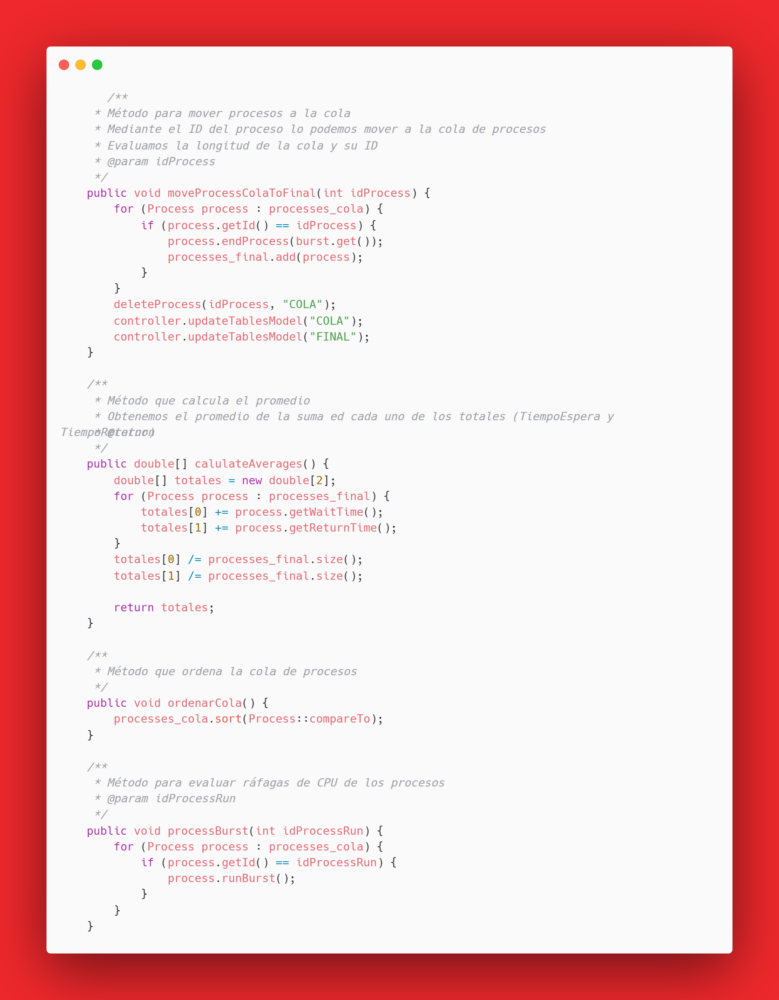 /**
* Método para mover procesos a la cola
* Mediante el ID del proceso lo podemos mover a la cola de procesos
* Evaluamos la longitud de la cola y su ID
* @param idProcess
*/
public void moveProcessColaToFinal(int idProcess) {
for (Process process : processes_cola) {
if (process.getId() == idProcess) {
process.endProcess(burst.get());
processes_final.add(process);
}
}
deleteProcess(idProcess, "COLA");
controller.updateTablesModel("COLA");
controller.updateTablesModel("FINAL");
}
/**
* Método que calcula el promedio
* Obtenemos el promedio de la suma ed cada uno de los totales (TiempoEspera y
TiempoRetorno)
* @return
*/
public double[] calulateAverages() {
double[] totales = new double[2];
for (Process process : processes_final) {
totales[0] += process.getWaitTime();
totales[1] += process.getReturnTime();
}
totales[0] /= processes_final.size();
totales[1] /= processes_final.size();
return totales;
}
/**
* Método que ordena la cola de procesos
*/
public void ordenarCola() {
processes_cola.sort(Process::compareTo);
}
/**
* Método para evaluar ráfagas de CPU de los procesos
* @param idProcessRun
*/
public void processBurst(int idProcessRun) {
for (Process process : processes_cola) {
if (process.getId() == idProcessRun) {
process.runBurst();
}
}
}